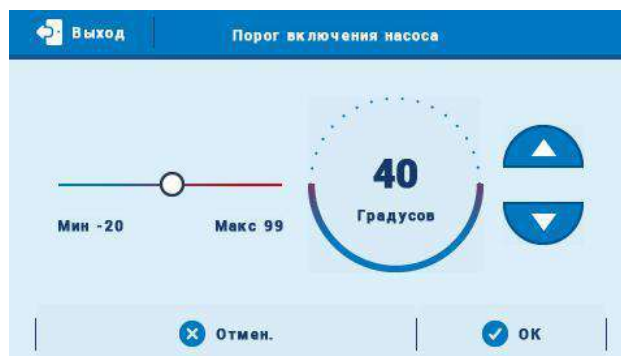 Выход
Порог включения насоса
40
Градусов
Мин -20
Макс 99
Отмен.
OK